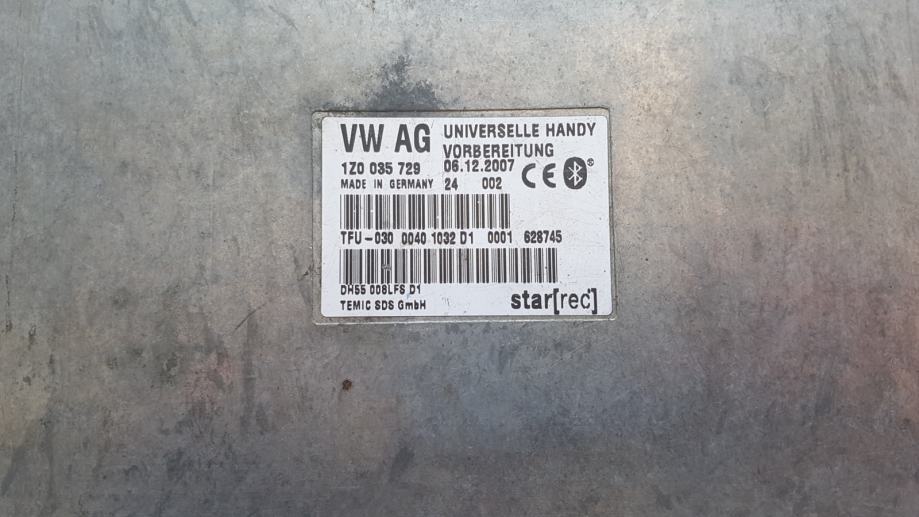 VW AG UNIVERSELLE HANDY
VORBEREITUNG
1Z0 035 729 06.12.2007
MADE IN GERMANY 24 002 CE
TFU-030 0040 1032 D1 0001 628745
DH55 008LFS D1
TEMIC SDS GmbH star[rec]